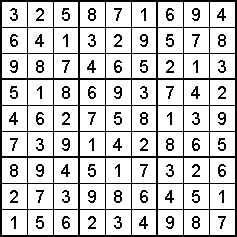 3 2 5 8 7 1 6 9 4
6 4 1 3 2 9 5 7 8
9 8 7 4 6 5 2 1 3
5 1 8 6 9 3 7 4 2
4 6 2 7 5 8 1 3 9
7 3 9 1 4 2 8 6 5
8 9 4 5 1 7 3 2 6
2 7 3 9 8 6 4 5 1
1 5 6 2 3 4 9 8 7